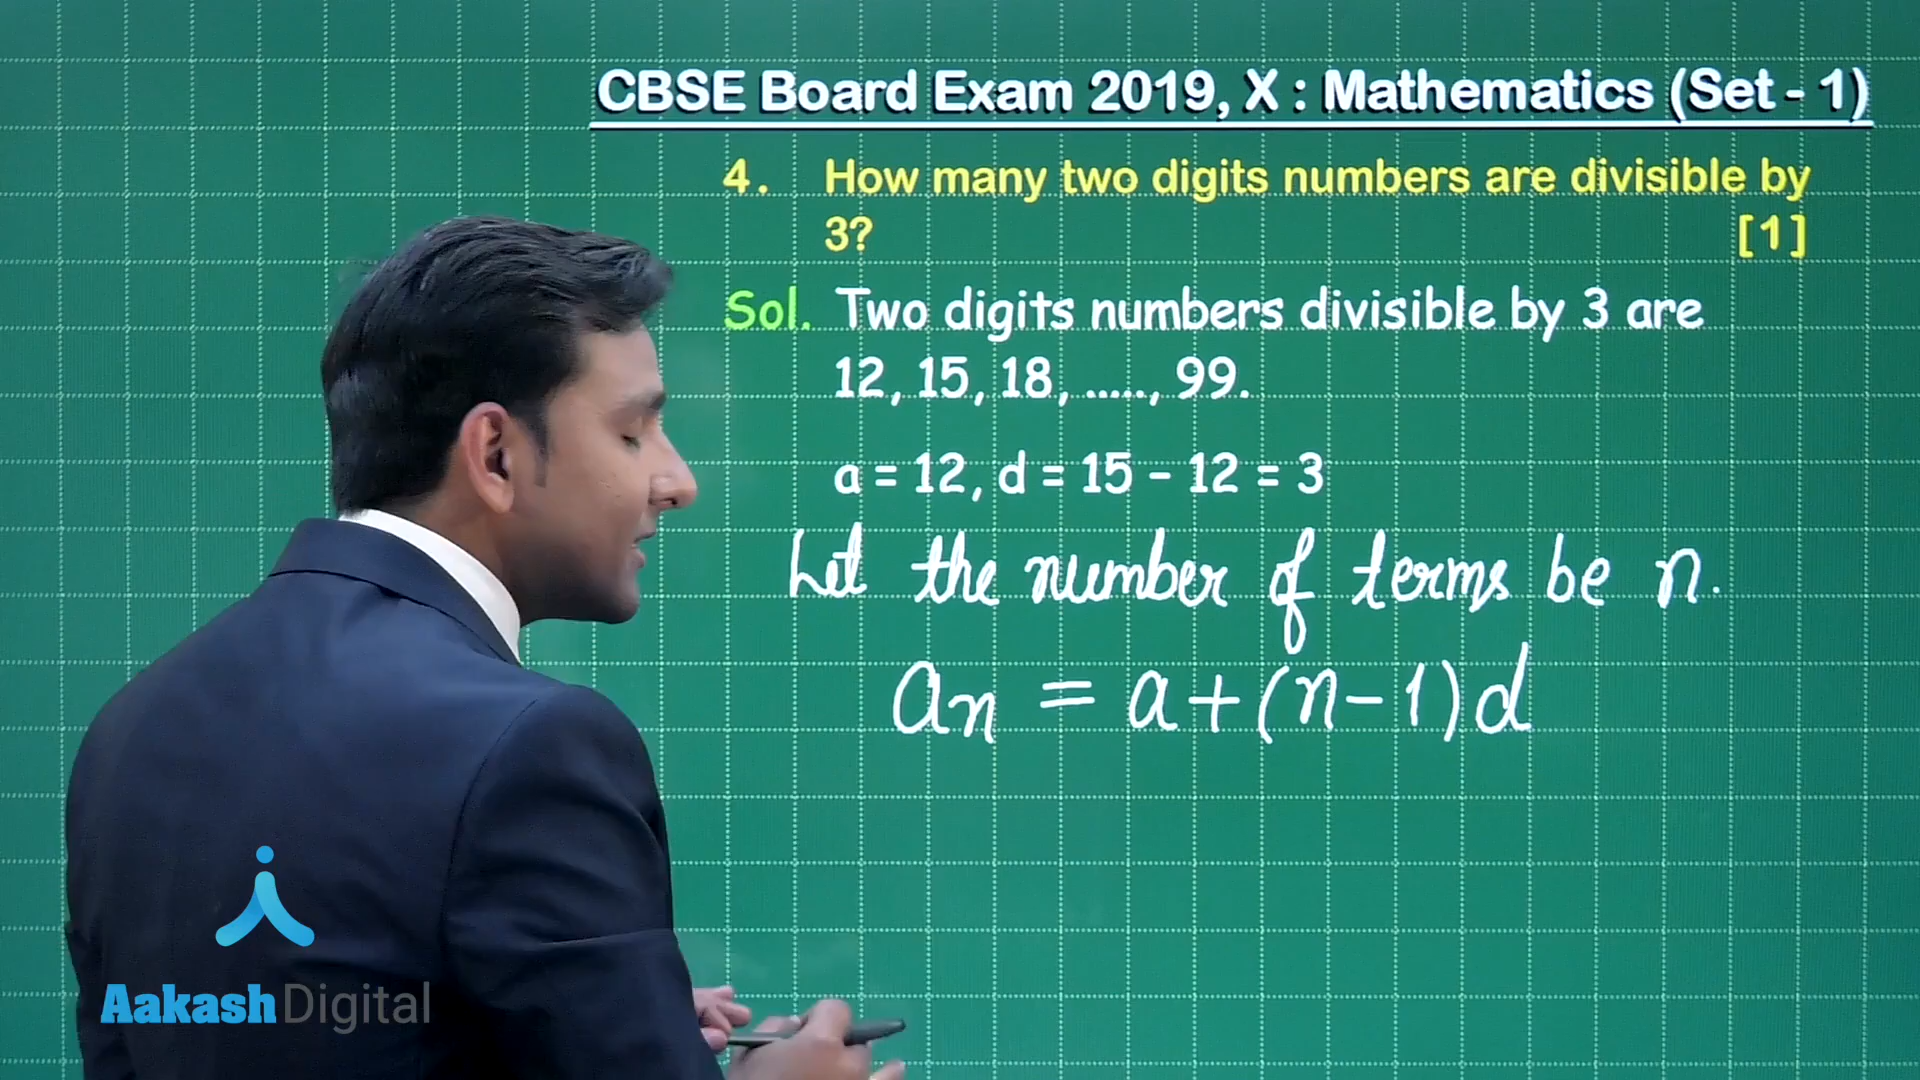 CBSE Board Exam 2019, X : Mathematics (Set - 1)
4. How many two digits numbers are divisible by
3? [1]
Sol. Two digits numbers divisible by 3 are
12, 15, 18, ....., 99.
a = 12, d = 15 - 12 = 3
Let the number of terms be n.
an = a+(n-1)d
Aakash Digital